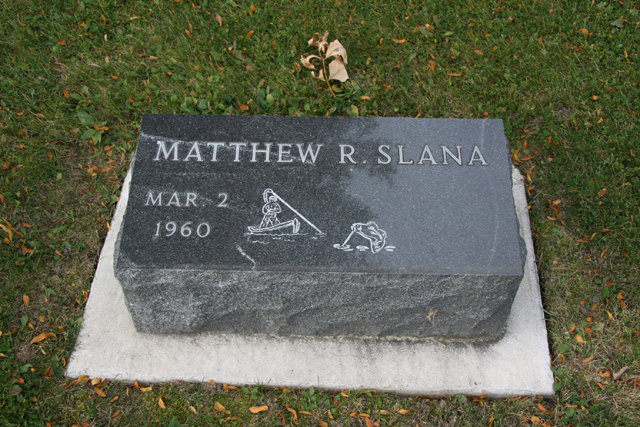 MATTHEW R. SLANA
MAR. 2
1960